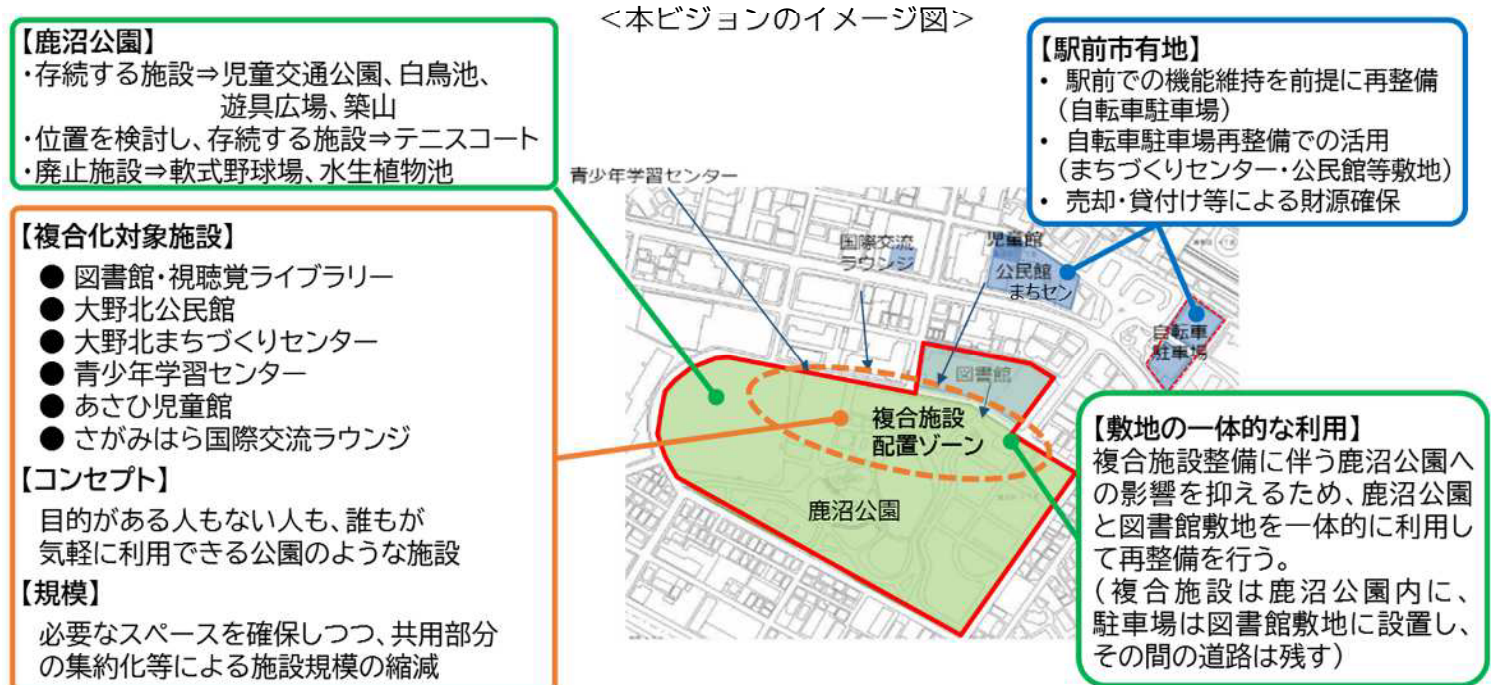 ＜本ビジョンのイメージ図＞
【鹿沼公園】
・存続する施設⇒児童交通公園、白鳥池、
遊具広場、築山
・位置を検討し、存続する施設⇒テニスコート
・廃止施設⇒軟式野球場、水生植物池
【複合化対象施設】
● 図書館・視聴覚ライブラリー
● 大野北公民館
● 大野北まちづくりセンター
● 青少年学習センター
● あさひ児童館
● さがみはら国際交流ラウンジ
【コンセプト】
目的がある人もない人も、誰もが
気軽に利用できる公園のような施設
【規模】
必要なスペースを確保しつつ、共用部分
の集約化等による施設規模の縮減
青少年学習センター
国際交流
ラウンジ
児童館
公民館
まちセン
自転車
駐車場
図書館
複合施設
配置ゾーン
鹿沼公園
【駅前市有地】
• 駅前での機能維持を前提に再整備
（自転車駐車場）
• 自転車駐車場再整備での活用
（まちづくりセンター・公民館等敷地）
• 売却・貸付け等による財源確保
【敷地の一体的な利用】
複合施設整備に伴う鹿沼公園へ
の影響を抑えるため、鹿沼公園
と図書館敷地を一体的に利用し
て再整備を行う。
（複合施設は鹿沼公園内に、
駐車場は図書館敷地に設置し、
その間の道路は残す）